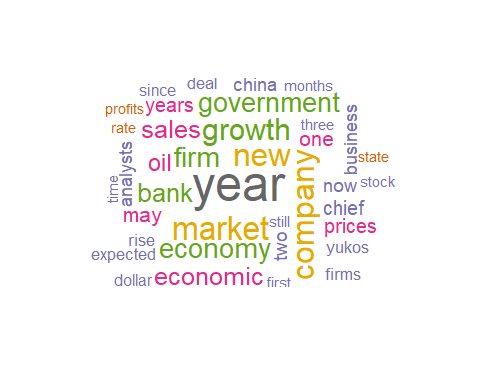 since deal china months
profits years government
rate sales growth three one business
analysts oil firm new state
time bank year company now stock
may market still chief prices
rise economy two yukos
expected
dollar economic first firms